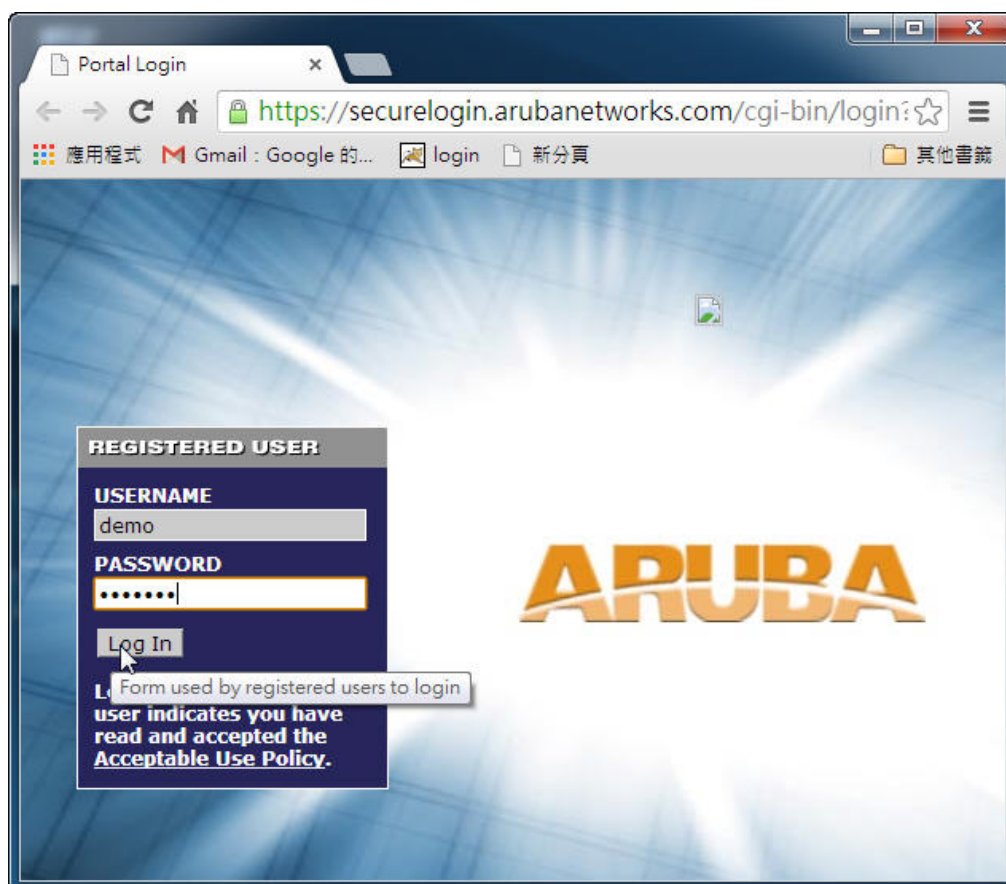 Portal Login
https://securelogin.arubanetworks.com/cgi-bin/login?
應用程式 Gmail : Google 的... login 新分頁 其他書籤
REGISTERED USER
USERNAME
demo
PASSWORD
•••••••
Log In
Form used by registered users to login
user indicates you have
read and accepted the
Acceptable Use Policy.
ARUBA